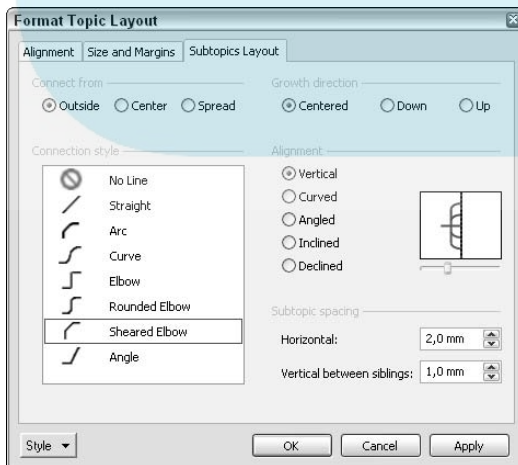 Format Topic Layout
Alignment Size and Margins Subtopics Layout
Connect from
Outside Center Spread
Growth direction
Centered Down Up
Connection style
No Line
Straight
Arc
Curve
Elbow
Rounded Elbow
Sheared Elbow
Angle
Alignment
Vertical
Curved
Angled
Inclined
Declined
Subtopic spacing
Horizontal: 2,0 mm
Vertical between siblings: 1,0 mm
Style OK Cancel Apply